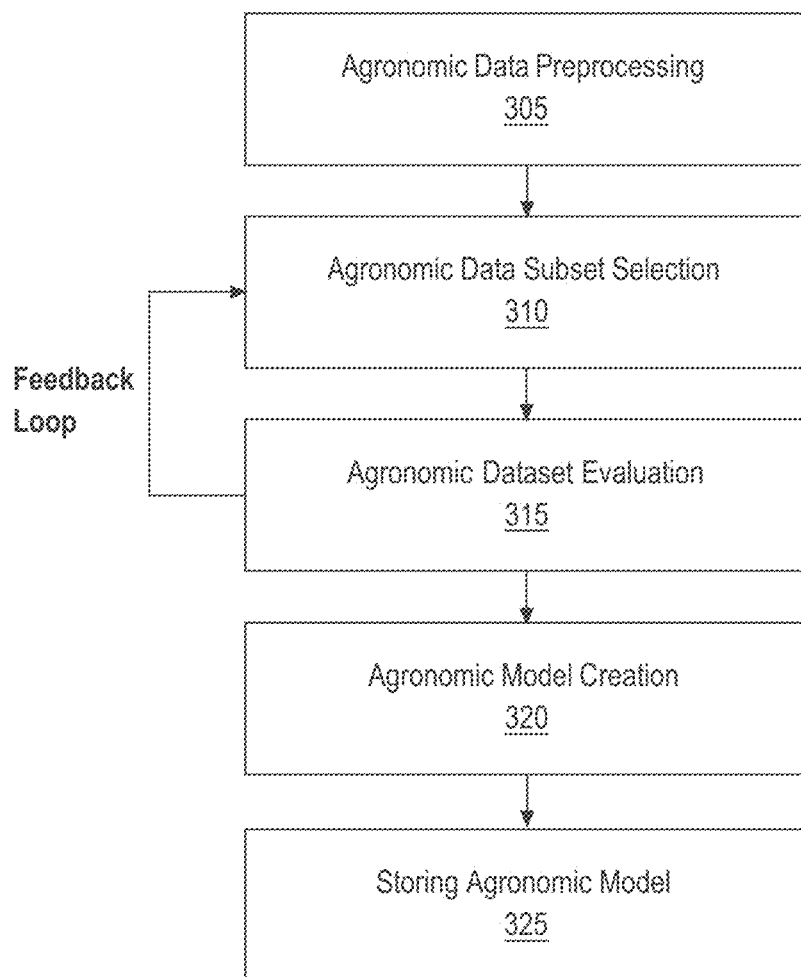 Agronomic Data Preprocessing
305
Agronomic Data Subset Selection
310
Feedback
Loop
Agronomic Dataset Evaluation
315
Agronomic Model Creation
320
Storing Agronomic Model
325